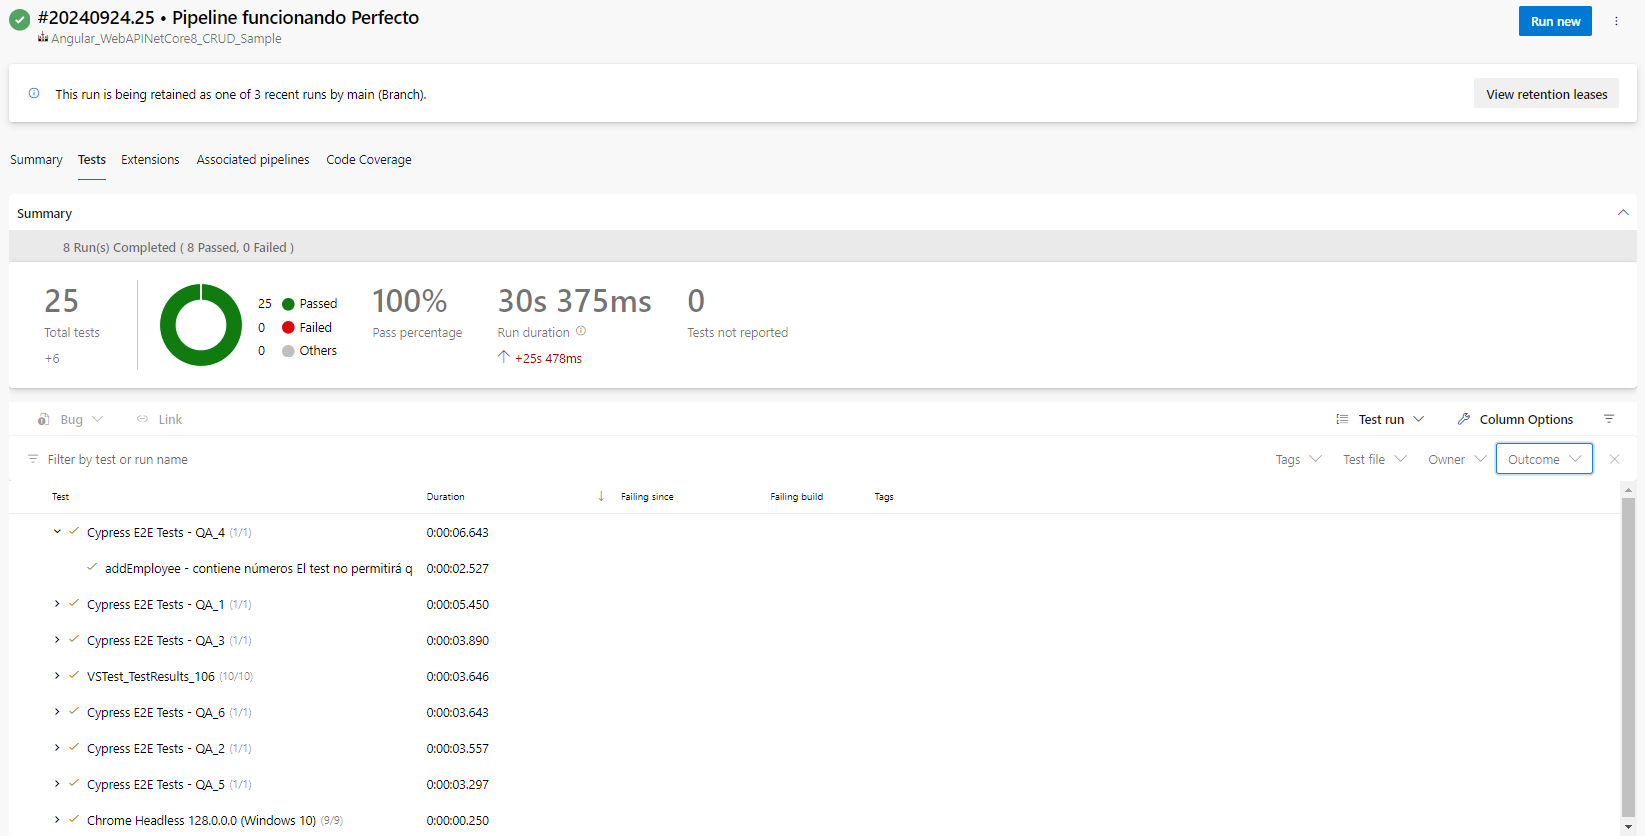 #20240924.25 • Pipeline funcionando Perfecto
Run new
Angular_WebAPINetCore8_CRUD_Sample
This run is being retained as one of 3 recent runs by main (Branch).
View retention leases
Summary Tests Extensions Associated pipelines Code Coverage
Summary
8 Run(s) Completed ( 8 Passed, 0 Failed )
25
Total tests
+6
25 Passed
0 Failed
0 Others
100%
Pass percentage
30s 375ms
Run duration
+25s 478ms
0
Tests not reported
Bug Link Test run Column Options
Filter by test or run name Tags Test file Owner Outcome
Test Duration Failing since Failing build Tags
Cypress E2E Tests - QA_4 (1/1) 0:00:06.643
addEmployee - contiene números El test no permitirá q 0:00:02.527
Cypress E2E Tests - QA_1 (1/1) 0:00:05.450
Cypress E2E Tests - QA_3 (1/1) 0:00:03.890
VSTest_TestResults_106 (10/10) 0:00:03.646
Cypress E2E Tests - QA_6 (1/1) 0:00:03.643
Cypress E2E Tests - QA_2 (1/1) 0:00:03.557
Cypress E2E Tests - QA_5 (1/1) 0:00:03.297
Chrome Headless 128.0.0.0 (Windows 10) (9/9) 0:00:00.250